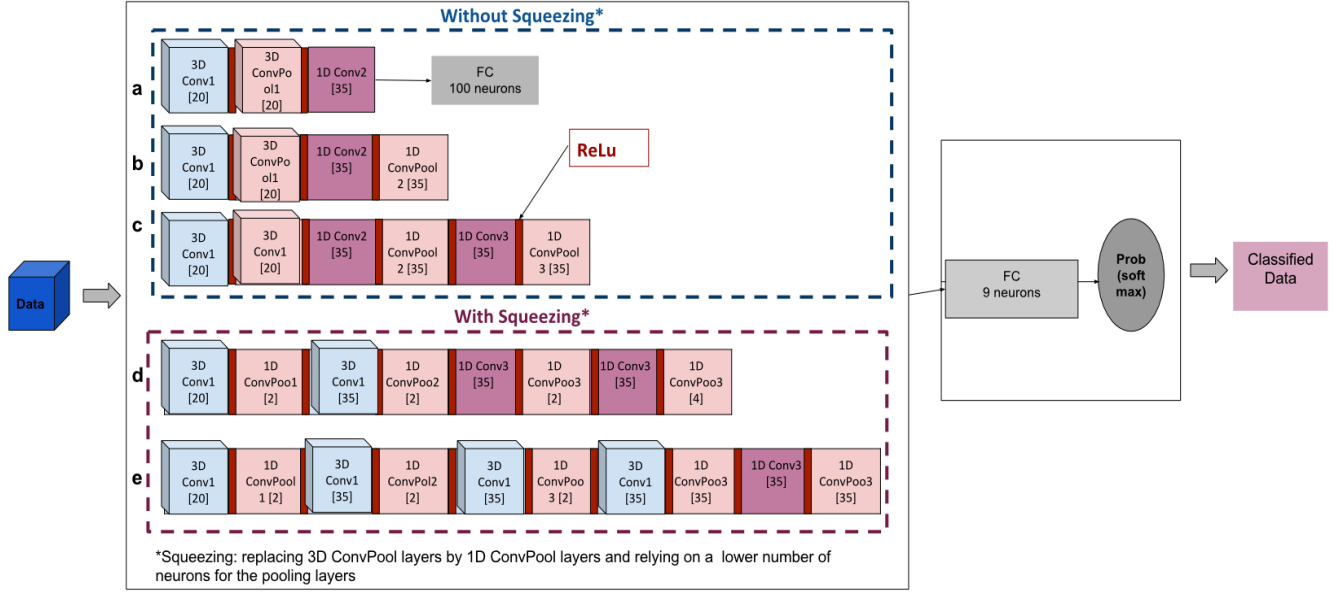 Without Squeezing*
a
3D
Conv1
[20]
3D
ConvPo
ol1
[20]
1D Conv2
[35]
FC
100 neurons
b
3D
Conv1
[20]
3D
ConvPo
ol1
[20]
1D Conv2
[35]
1D
ConvPool
2 [35]
ReLu
c
3D
Conv1
[20]
3D
Conv1
[20]
1D Conv2
[35]
1D
ConvPool
2 [35]
1D Conv3
[35]
1D
ConvPool
3 [35]
Data
With Squeezing*
d
3D
Conv1
[20]
1D
ConvPoo1
[2]
3D
Conv1
[35]
1D
ConvPoo2
[2]
1D Conv3
[35]
1D
ConvPoo3
[2]
1D Conv3
[35]
1D
ConvPoo3
[4]
e
3D
Conv1
[20]
1D
ConvPool
1 [2]
3D
Conv1
[35]
1D
ConvPol2
[2]
3D
Conv1
[35]
1D
ConvPoo
3 [2]
3D
Conv1
[35]
1D
ConvPoo3
[35]
1D Conv3
[35]
1D
ConvPoo3
[35]
*Squeezing: replacing 3D ConvPool layers by 1D ConvPool layers and relying on a lower number of
neurons for the pooling layers
FC
9 neurons
Prob
(soft
max)
Classified
Data